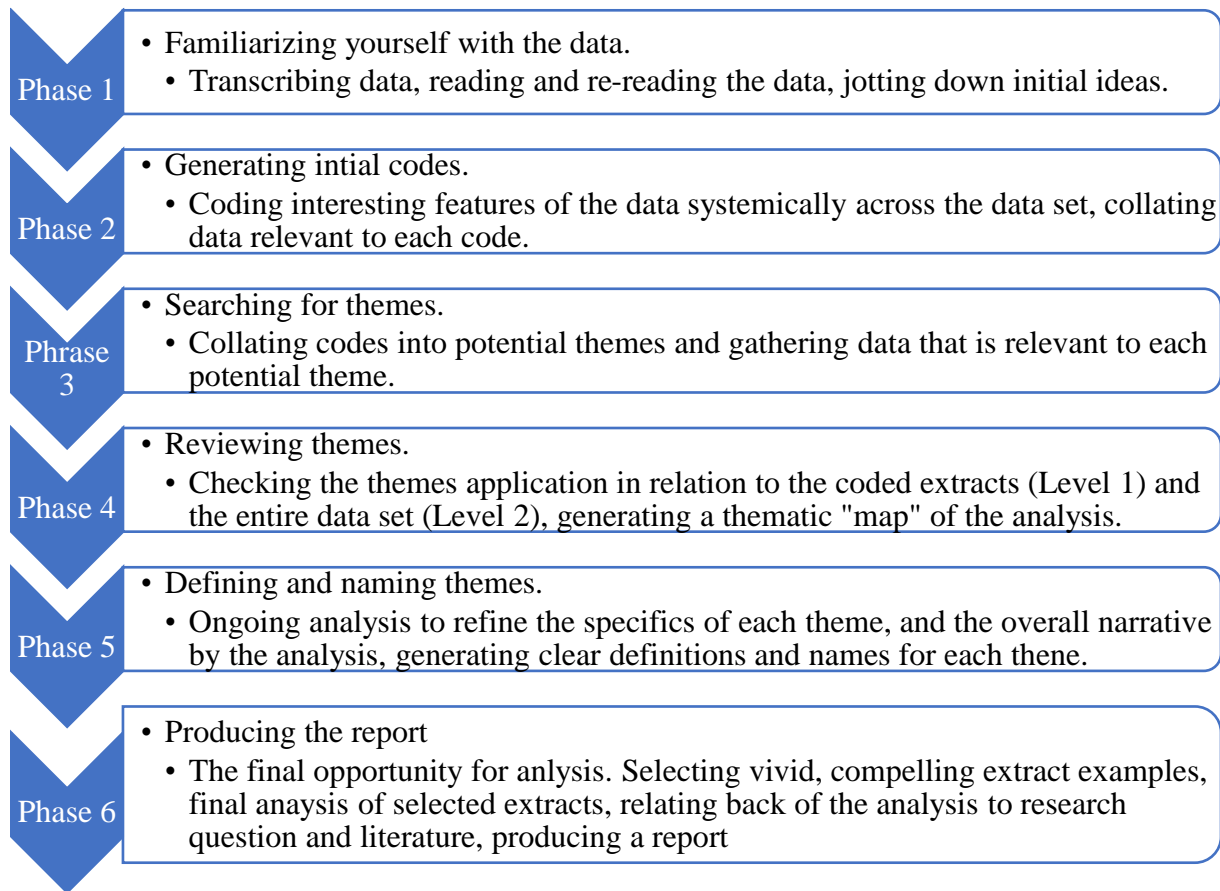 Phase 1
• Familiarizing yourself with the data.
• Transcribing data, reading and re-reading the data, jotting down initial ideas.
Phase 2
• Generating intial codes.
• Coding interesting features of the data systemically across the data set, collating
data relevant to each code.
Phrase
3
• Searching for themes.
• Collating codes into potential themes and gathering data that is relevant to each
potential theme.
Phase 4
• Reviewing themes.
• Checking the themes application in relation to the coded extracts (Level 1) and
the entire data set (Level 2), generating a thematic "map" of the analysis.
Phase 5
• Defining and naming themes.
• Ongoing analysis to refine the specifics of each theme, and the overall narrative
by the analysis, generating clear definitions and names for each thene.
Phase 6
• Producing the report
• The final opportunity for anlysis. Selecting vivid, compelling extract examples,
final anaysis of selected extracts, relating back of the analysis to research
question and literature, producing a report